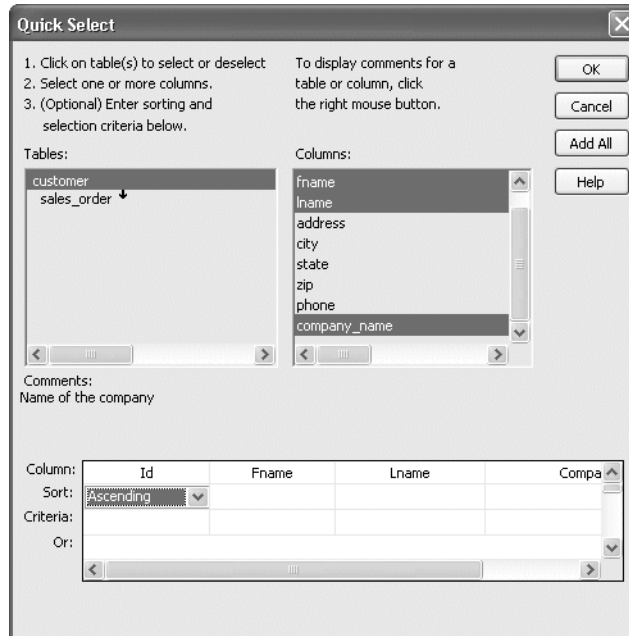 Quick Select
1. Click on table(s) to select or deselect
2. Select one or more columns.
3. (Optional) Enter sorting and
selection criteria below.
To display comments for a
table or column, click
the right mouse button.
OK
Cancel
Add All
Help
Tables:
customer
sales_order
Columns:
fname
lname
address
city
state
zip
phone
company_name
Comments:
Name of the company
Column: Id Fname Lname Compa
Sort: Ascending
Criteria:
Or: